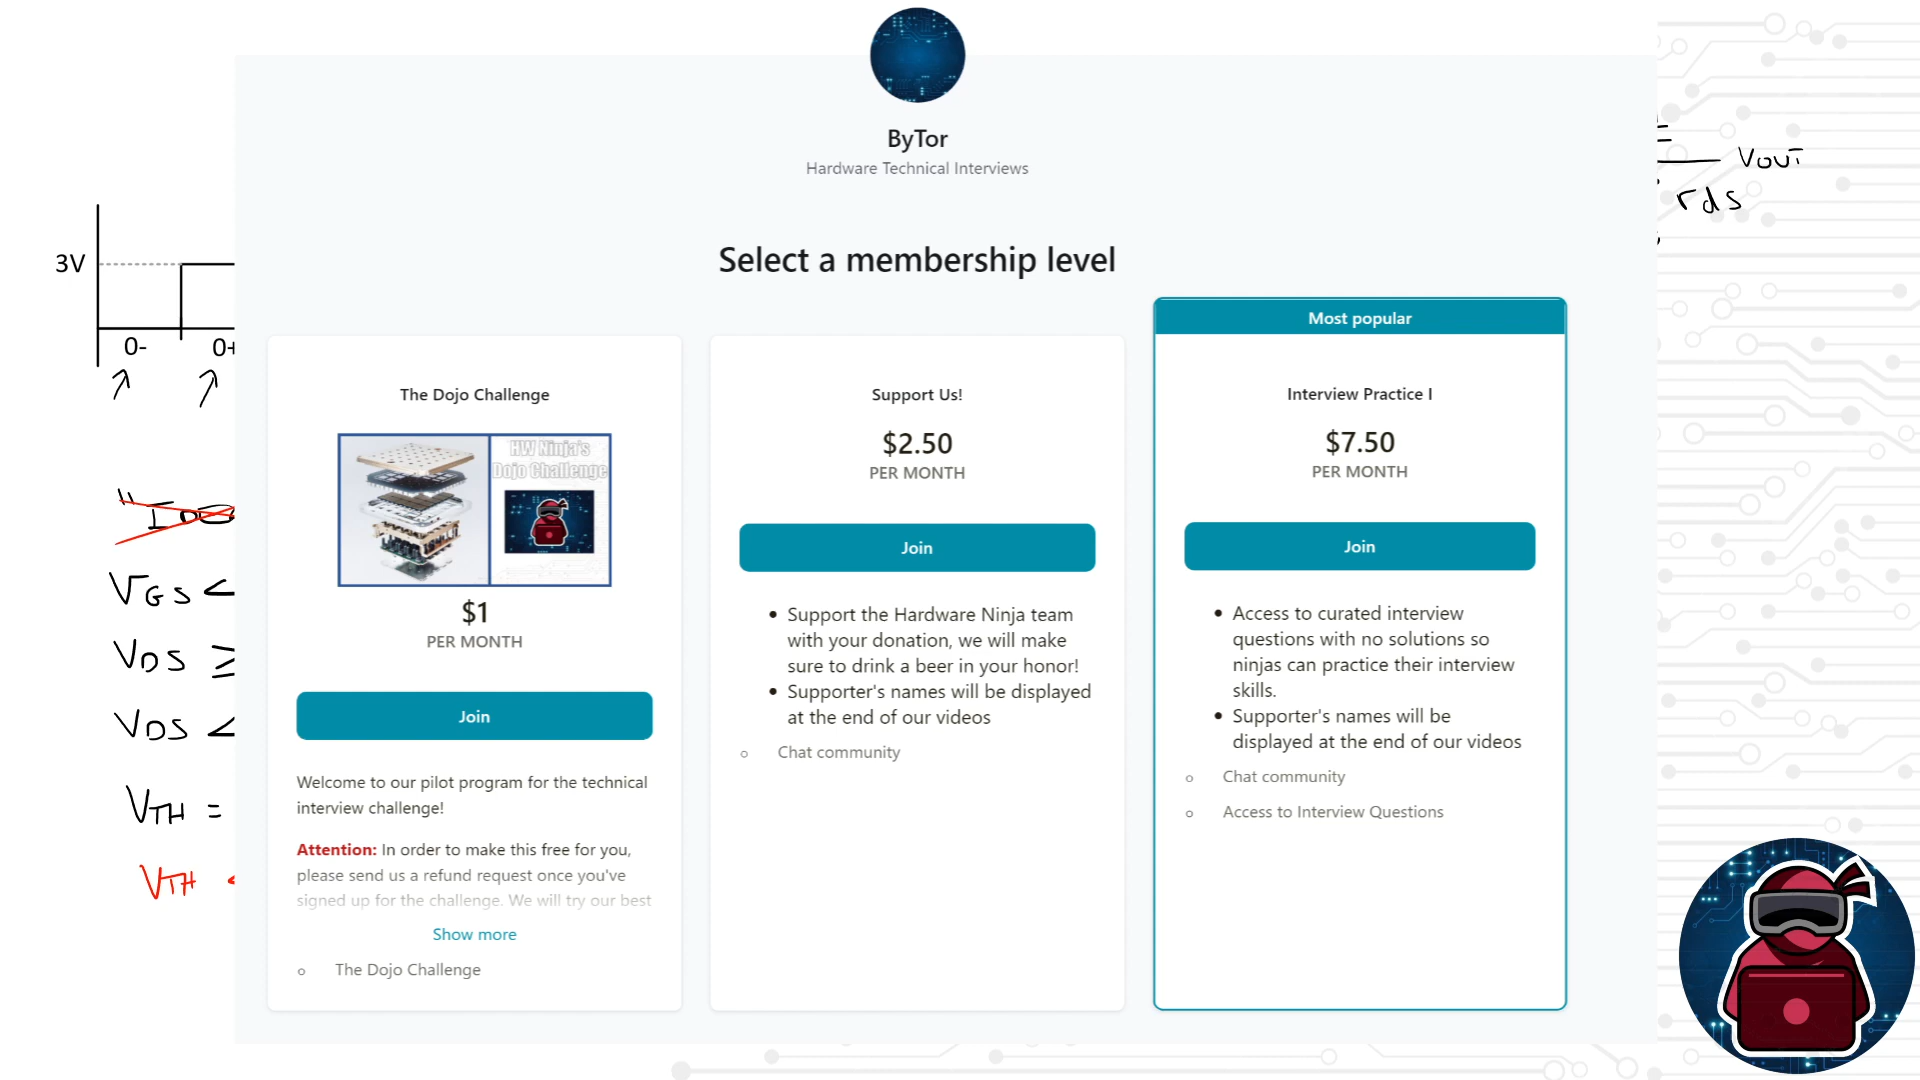 ByTor
Hardware Technical Interviews
VOUT
rds
Select a membership level
3V
0-
0+
Most popular
The Dojo Challenge
HW Ninja's
Dojo Challenge
$1
PER MONTH
Join
Welcome to our pilot program for the technical
interview challenge!
Attention: In order to make this free for you,
please send us a refund request once you've
signed up for the challenge. We will try our best
Show more
The Dojo Challenge
Support Us!
$2.50
PER MONTH
Join
Support the Hardware Ninja team
with your donation, we will make
sure to drink a beer in your honor!
Supporter's names will be displayed
at the end of our videos
Chat community
Interview Practice I
$7.50
PER MONTH
Join
Access to curated interview
questions with no solutions so
ninjas can practice their interview
skills.
Supporter's names will be
displayed at the end of our videos
Chat community
Access to Interview Questions
VGS <
VDS ≥
VDS <
VTH =
VTH <